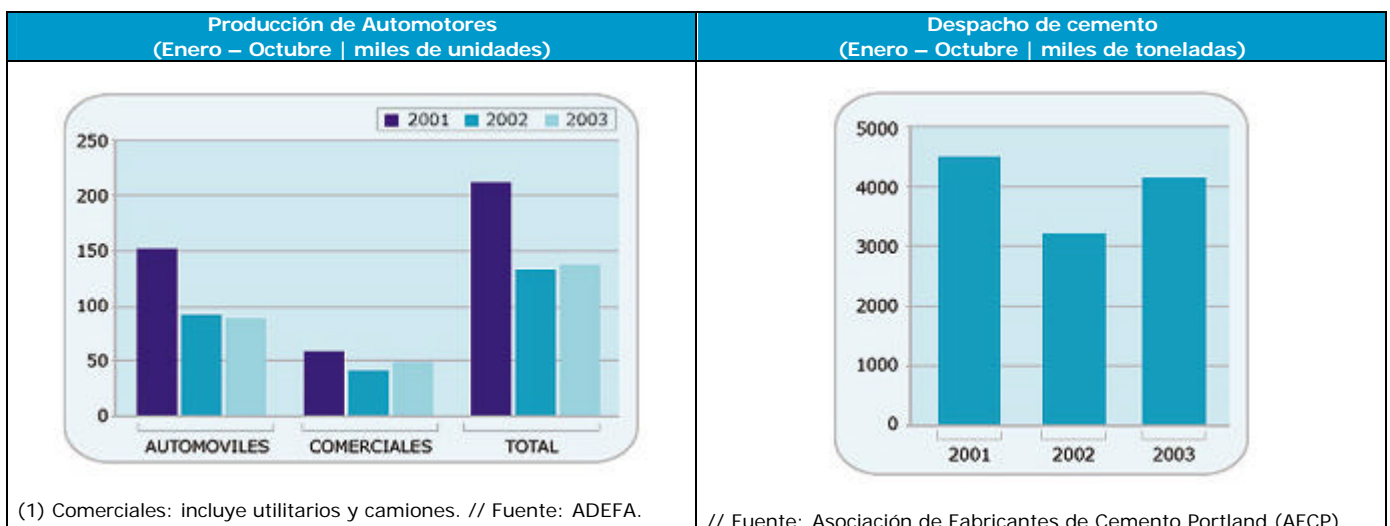 Producción de Automotores
(Enero – Octubre | miles de unidades)
2001 2002 2003
250
200
150
100
50
0
AUTOMOVILES COMERCIALES TOTAL
(1) Comerciales: incluye utilitarios y camiones. // Fuente: ADEFA.
Despacho de cemento
(Enero – Octubre | miles de toneladas)
5000
4000
3000
2000
1000
0
2001 2002 2003
// Fuente: Asociación de Fabricantes de Cemento Portland (AFCP)